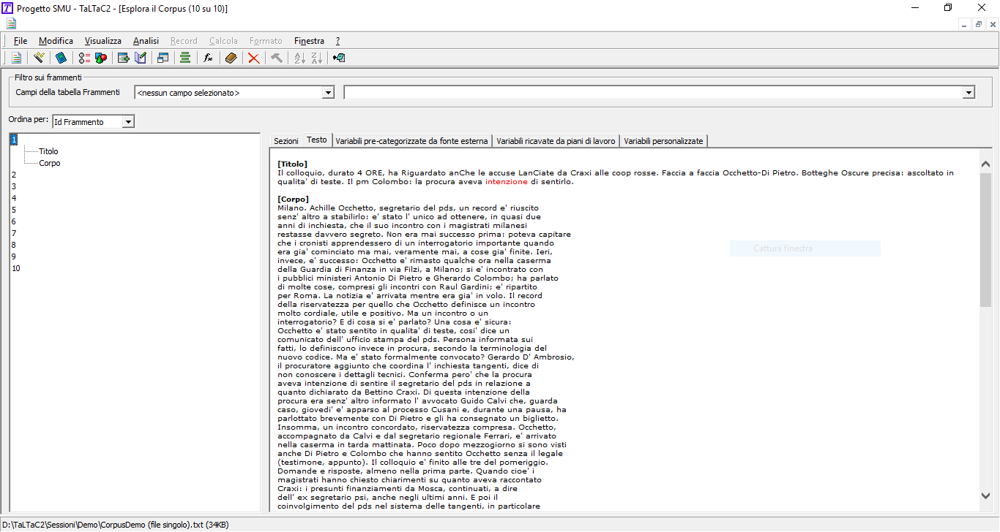 Progetto SMU - TaLTaC2 - [Esplora il Corpus (10 su 10)]
File Modifica Visualizza Analisi Record Calcola Formato Finestra ?
Filtro sui frammenti
Campi della tabella Frammenti <nessun campo selezionato>
Ordina per: Id Frammento
1
Titolo
Corpo
2
3
4
5
6
7
8
9
10
Sezioni Testo Variabili pre-categorizzate da fonte esterna Variabili ricavate da piani di lavoro Variabili personalizzate
[Titolo]
Il colloquio, durato 4 ORE, ha Riguardato anChe le accuse LanCiate da Craxi alle coop rosse. Faccia a faccia Occhetto-Di Pietro. Botteghe Oscure precisa: ascoltato in
qualita' di teste. Il pm Colombo: la procura aveva intenzione di sentirlo.
[Corpo]
Milano. Achille Occhetto, segretario del pds, un record e' riuscito
senz' altro a stabilirlo: e' stato l' unico ad ottenere, in quasi due
anni di inchiesta, che il suo incontro con i magistrati milanesi
restasse davvero segreto. Non era mai successo prima: poteva capitare
che i cronisti apprendessero di un interrogatorio importante quando
era gia' cominciato ma mai, veramente mai, a cose gia' finite. Ieri,
invece, e' successo: Occhetto e' rimasto qualche ora nella caserma
della Guardia di Finanza in via Filzi, a Milano; si e' incontrato con
i pubblici ministeri Antonio Di Pietro e Gherardo Colombo; ha parlato
di molte cose, compresi gli incontri con Raul Gardini; e' ripartito
per Roma. La notizia e' arrivata mentre era gia' in volo. Il record
della riservatezza per quello che Occhetto definisce un incontro
molto cordiale, utile e positivo. Ma un incontro o un
interrogatorio? E di cosa si e' parlato? Una cosa e' sicura:
Occhetto e' stato sentito in qualita' di teste, cosi' dice un
comunicato dell' ufficio stampa del pds. Persona informata sui
fatti, lo definiscono invece in procura, secondo la terminologia del
nuovo codice. Ma e' stato formalmente convocato? Gerardo D' Ambrosio,
il procuratore aggiunto che coordina l' inchiesta tangenti, dice di
non conoscere i dettagli tecnici. Conferma pero' che la procura
aveva intenzione di sentire il segretario del pds in relazione a
quanto dichiarato da Bettino Craxi. Di questa intenzione della
procura era senz' altro informato l' avvocato Guido Calvi che, guarda
caso, giovedi' e' apparso al processo Cusani e, durante una pausa, ha
parlottato brevemente con Di Pietro e gli ha consegnato un biglietto.
Insomma, un incontro concordato, riservatezza compresa. Occhetto,
accompagnato da Calvi e dal segretario regionale Ferrari, e' arrivato
nella caserma in tarda mattinata. Poco dopo mezzogiorno si sono visti
anche Di Pietro e Colombo che hanno sentito Occhetto senza il legale
(testimone, appunto). Il colloquio e' finito alle tre del pomeriggio.
Domande e risposte, almeno nella prima parte. Quando cioe' i
magistrati hanno chiesto chiarimenti su quanto aveva raccontato
Craxi: i presunti finanziamenti da Mosca, continuati, a dire
dell' ex segretario psi, anche negli ultimi anni. E poi il
coinvolgimento del pds nel sistema delle tangenti, in particolare
Cattura finestra
D:\TaLTaC2\Sessioni\Demo\CorpusDemo (file singolo).txt (34KB)